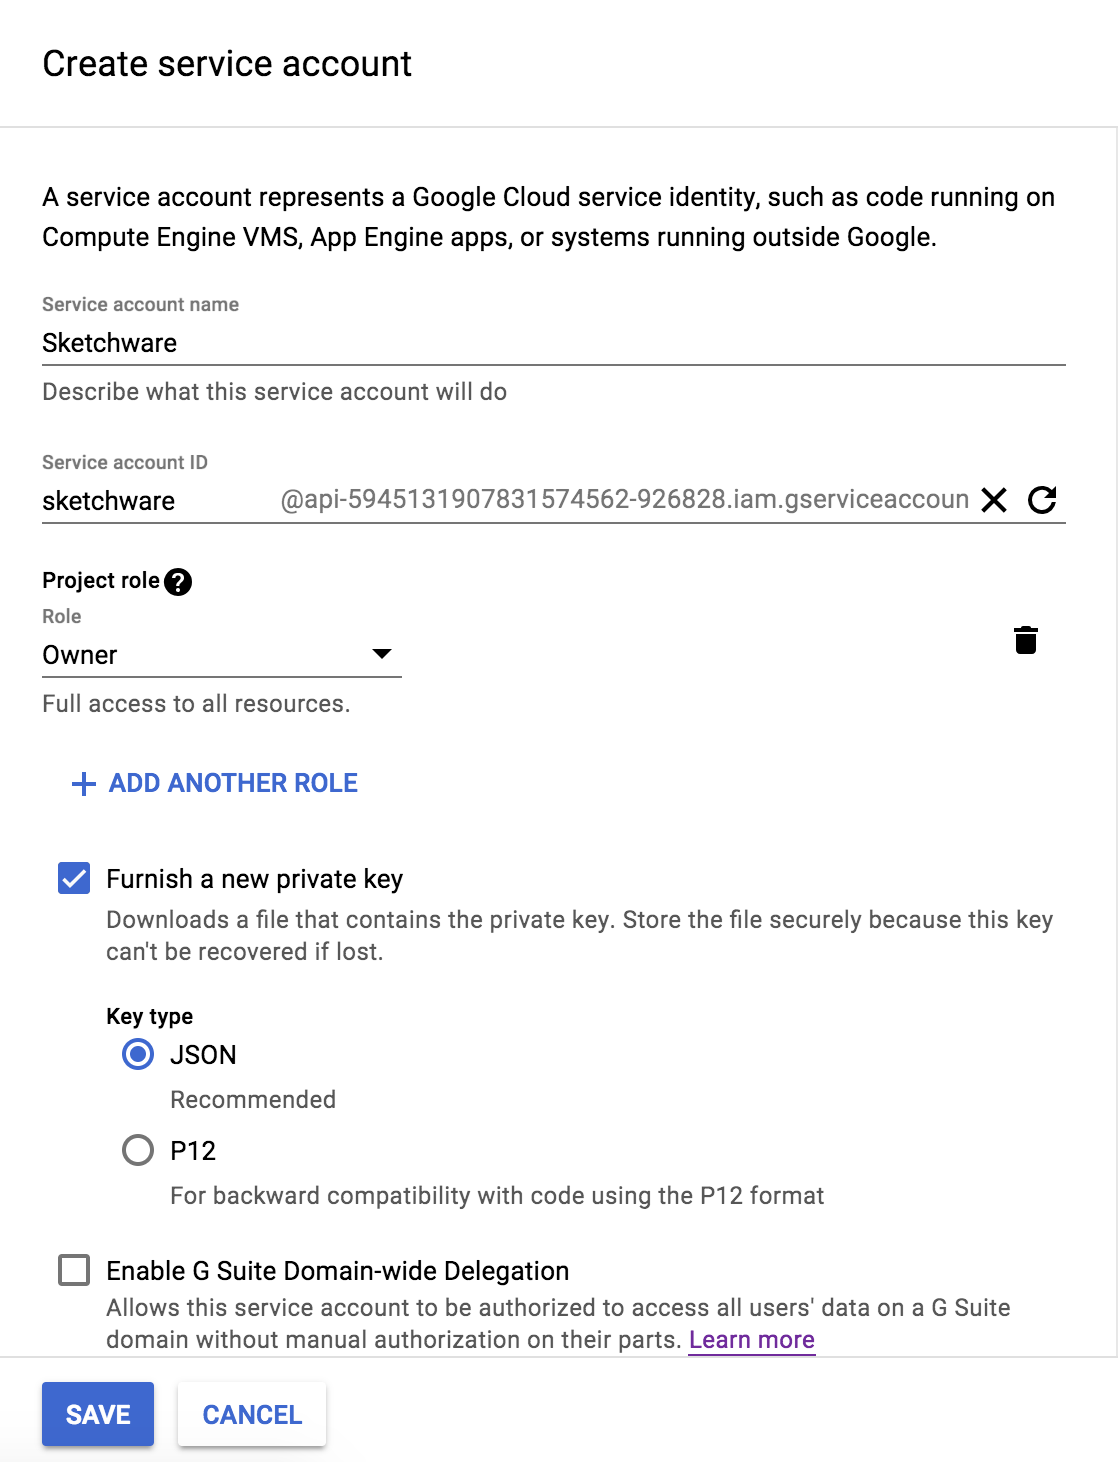 Create service account
A service account represents a Google Cloud service identity, such as code running on
Compute Engine VMS, App Engine apps, or systems running outside Google.
Service account name
Sketchware
Describe what this service account will do
Service account ID
sketchware @api-5945131907831574562-926828.iam.gserviceaccoun
Project role
Role
Owner
Full access to all resources.
ADD ANOTHER ROLE
Furnish a new private key
Downloads a file that contains the private key. Store the file securely because this key
can't be recovered if lost.
Key type
JSON
Recommended
P12
For backward compatibility with code using the P12 format
Enable G Suite Domain-wide Delegation
Allows this service account to be authorized to access all users' data on a G Suite
domain without manual authorization on their parts. Learn more
SAVE CANCEL